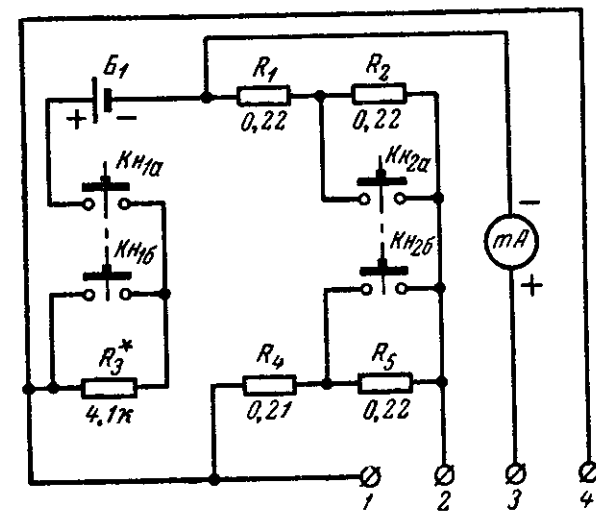 Б1
+
−
R1
0,22
R2
0,22
Кн1а
Кн2а
Кн1б
Кн2б
−
mA
+
R3*
4,1к
R4
0,21
R5
0,22
1
2
3
4